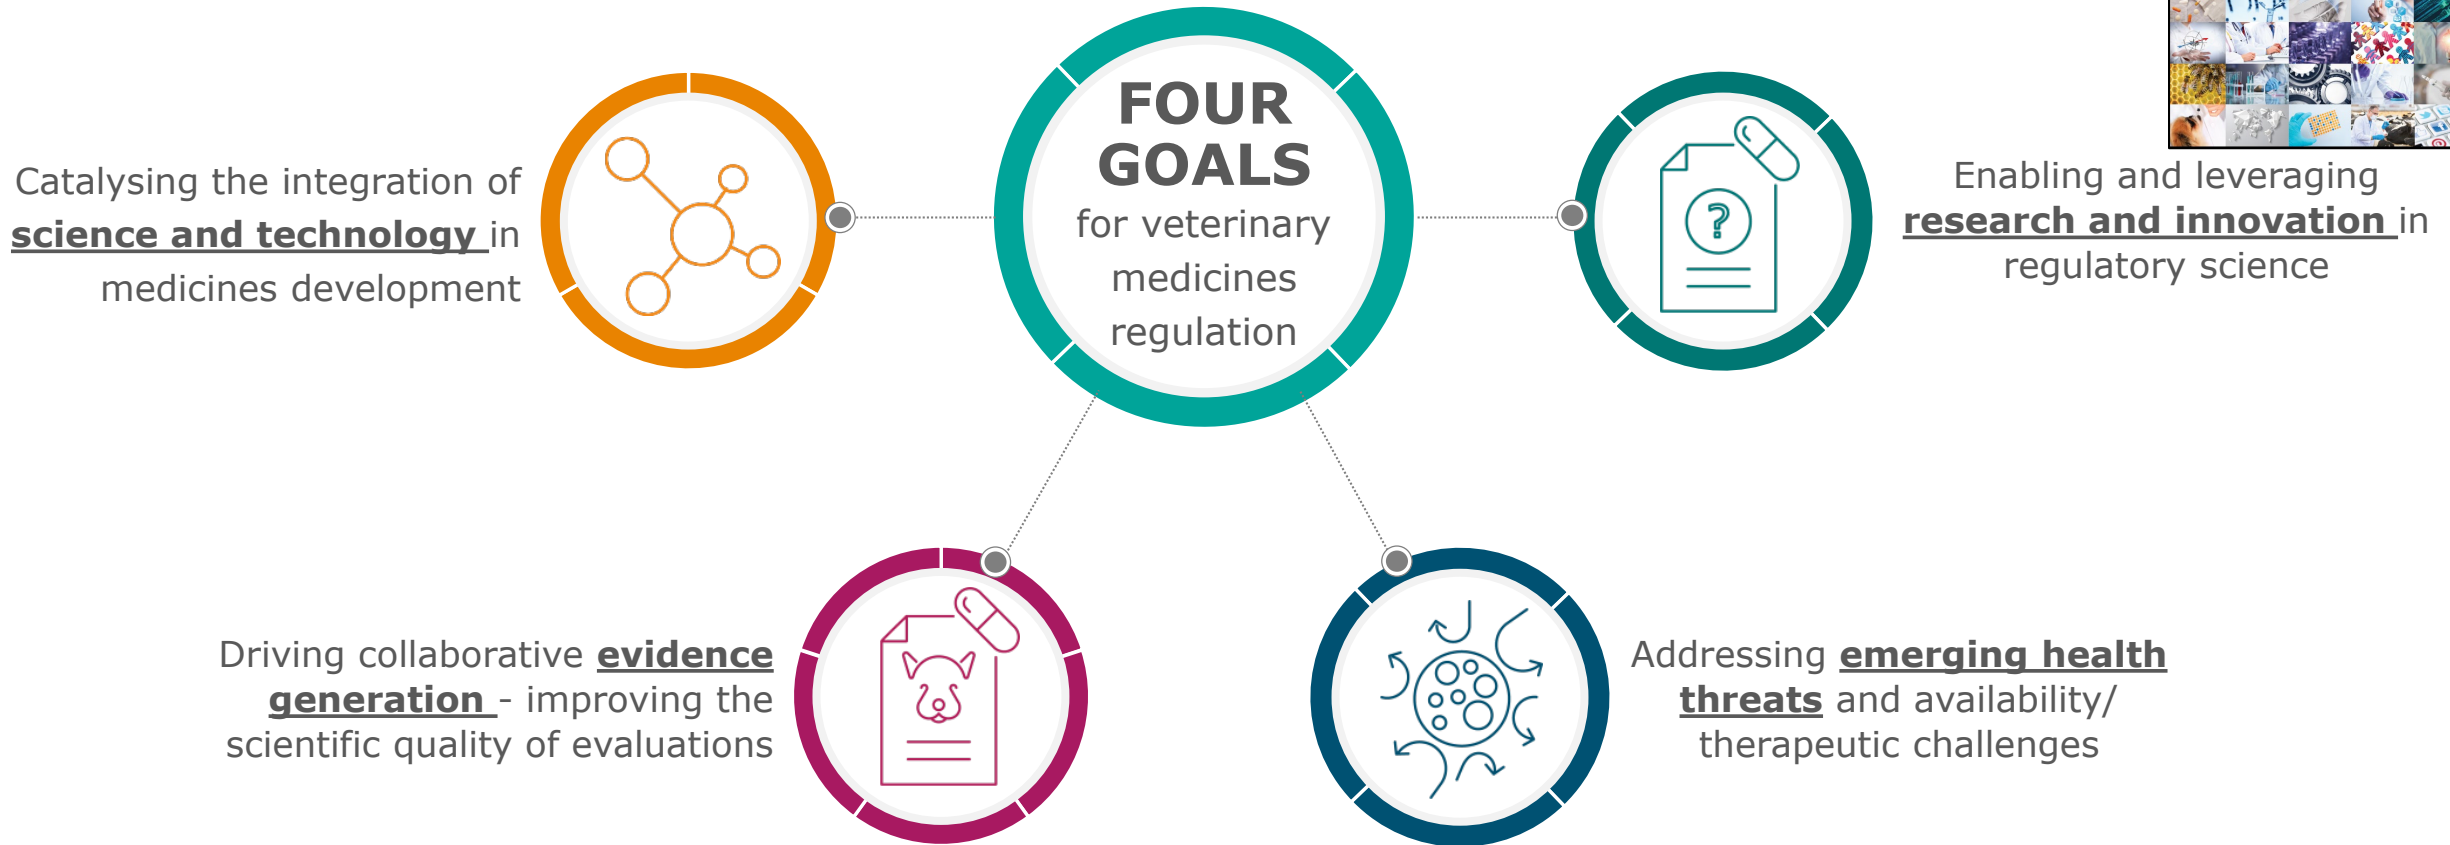 FOUR
GOALS
for veterinary
medicines
regulation
Catalysing the integration of
science and technology in
medicines development
Enabling and leveraging
research and innovation in
regulatory science
?
Driving collaborative evidence
generation - improving the
scientific quality of evaluations
Addressing emerging health
threats and availability/
therapeutic challenges